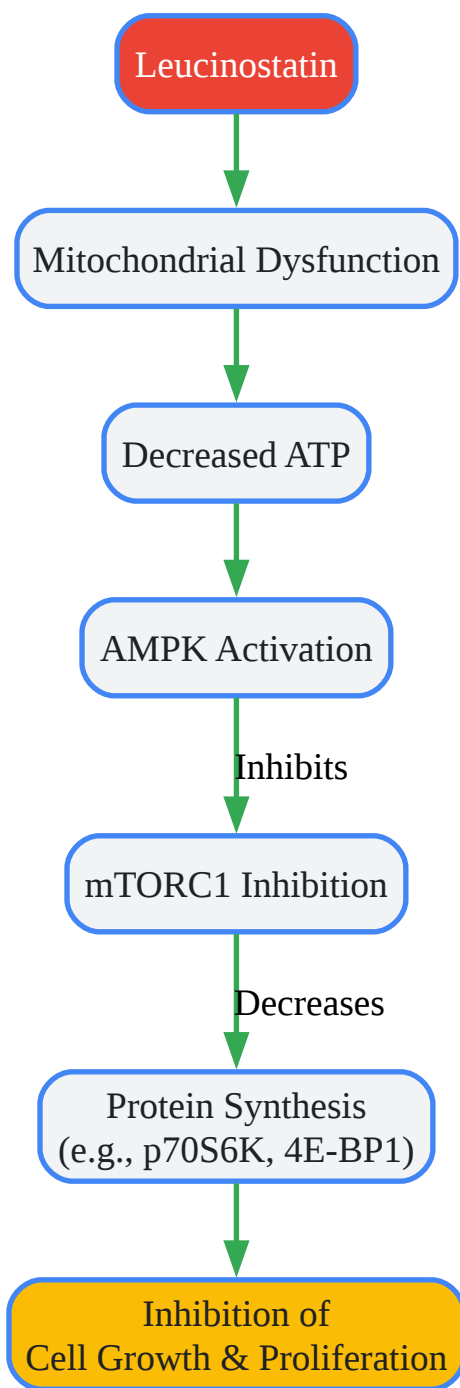 Leucinostatin
Mitochondrial Dysfunction
Decreased ATP
AMPK Activation
Inhibits
mTORC1 Inhibition
Decreases
Protein Synthesis
(e.g., p70S6K, 4E-BP1)
Inhibition of
Cell Growth & Proliferation